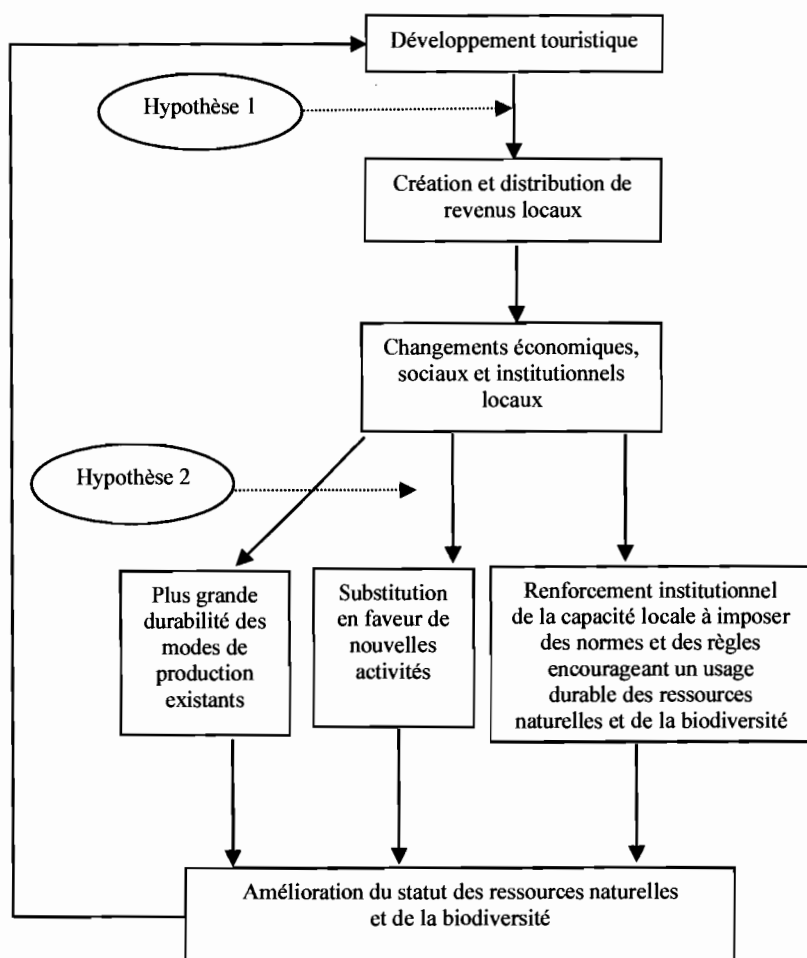 Développement touristique
Hypothèse 1
Création et distribution de
revenus locaux
Changements économiques,
sociaux et institutionnels
locaux
Hypothèse 2
Plus grande
durabilité des
modes de
production
existants
Substitution
en faveur de
nouvelles
activités
Renforcement institutionnel
de la capacité locale à imposer
des normes et des règles
encourageant un usage
durable des ressources
naturelles et de la biodiversité
Amélioration du statut des ressources naturelles
et de la biodiversité